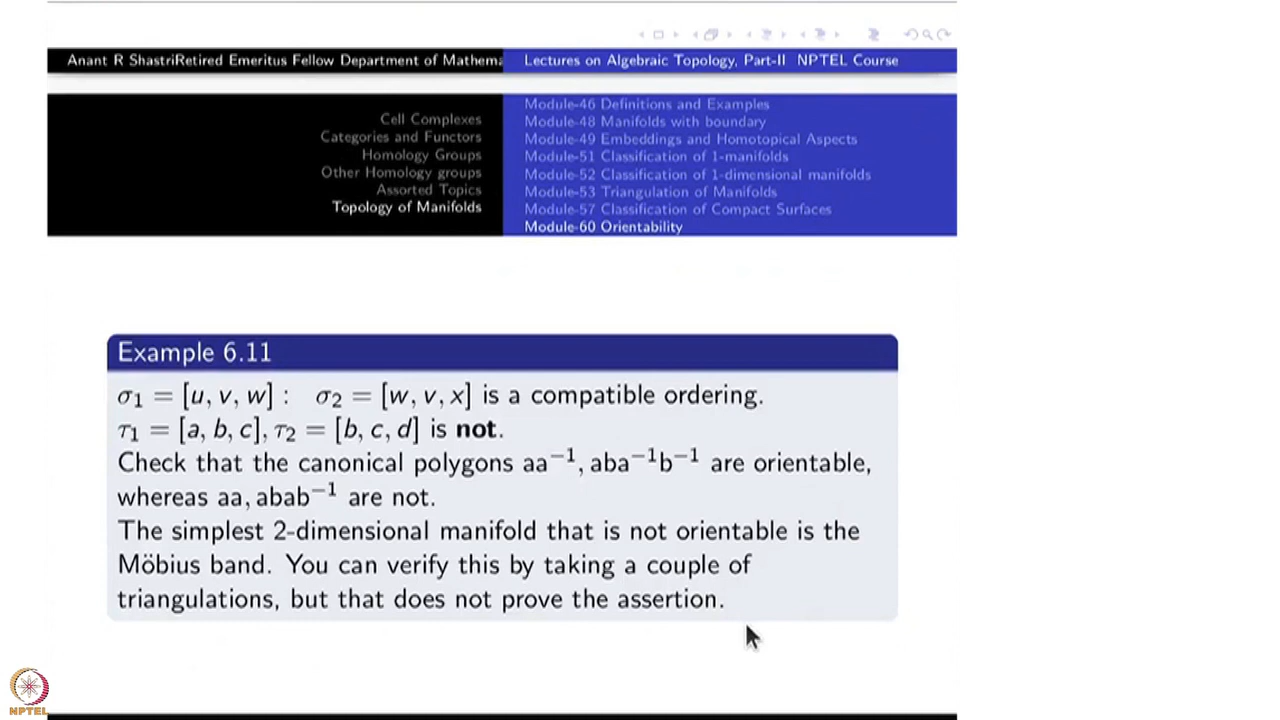 Anant R ShastriRetired Emeritus Fellow Department of Mathema
Lectures on Algebraic Topology, Part-II NPTEL Course
Cell Complexes
Categories and Functors
Homology Groups
Other Homology groups
Assorted Topics
Topology of Manifolds
Module-46 Definitions and Examples
Module-48 Manifolds with boundary
Module-49 Embeddings and Homotopical Aspects
Module-51 Classification of 1-manifolds
Module-52 Classification of 1-dimensional manifolds
Module-53 Triangulation of Manifolds
Module-57 Classification of Compact Surfaces
Module-60 Orientability
Example 6.11
σ₁ = [u, v, w] : σ₂ = [w, v, x] is a compatible ordering.
τ₁ = [a, b, c], τ₂ = [b, c, d] is not.
Check that the canonical polygons aa⁻¹, aba⁻¹b⁻¹ are orientable,
whereas aa, abab⁻¹ are not.
The simplest 2-dimensional manifold that is not orientable is the
Möbius band. You can verify this by taking a couple of
triangulations, but that does not prove the assertion.
NPTEL